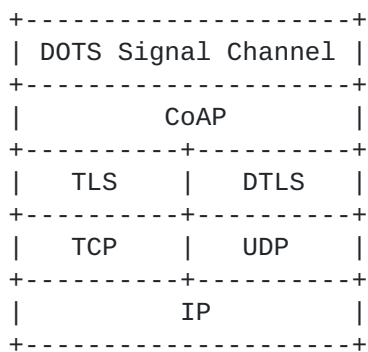 +---------------------+
| DOTS Signal Channel |
+---------------------+
|         CoAP        |
+----------+----------+
|   TLS    |   DTLS   |
+----------+----------+
|   TCP    |   UDP    |
+----------+----------+
|          IP         |
+---------------------+